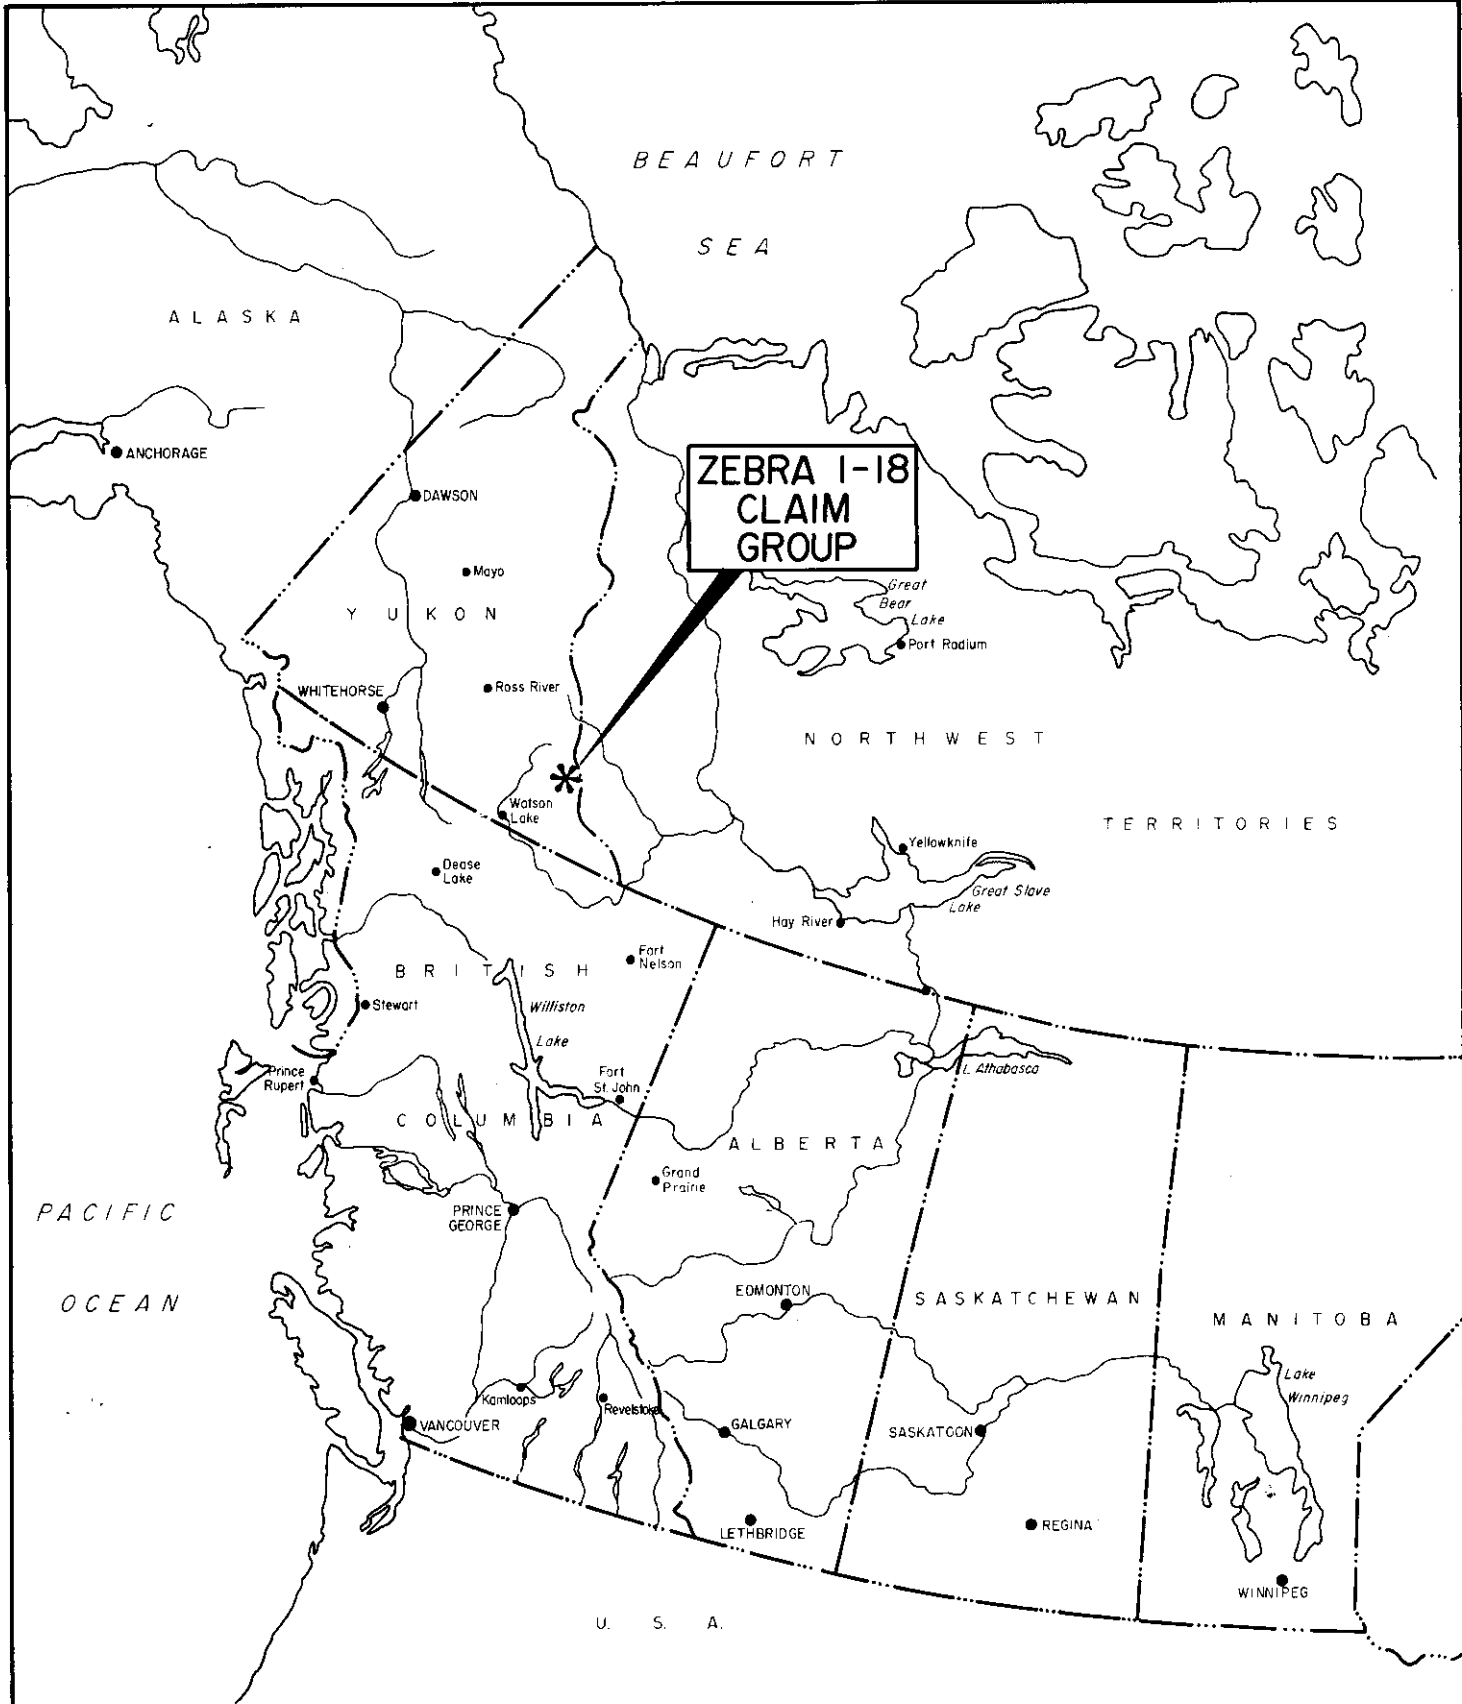 BEAUFORT
SEA
ALASKA
ANCHORAGE
ZEBRA 1-18
CLAIM
GROUP
DAWSON
Mayo
Great
Bear
Lake
YUKON
Port Radium
WHITEHORSE
Ross River
NORTHWEST
TERRITORIES
Watson
Lake
Yellowknife
Dease
Lake
Great Slave
Lake
Hay River
Fort
Nelson
BRITISH
Stewart
Williston
Lake
Prince
Rupert
Fort
St. John
L. Athabasca
COLUMBIA
ALBERTA
Grand
Prairie
PACIFIC
OCEAN
PRINCE
GEORGE
EDMONTON
SASKATCHEWAN
MANITOBA
Lake
Winnipeg
Kamloops
Revelstoke
VANCOUVER
GALGARY
SASKATOON
LETHBRIDGE
REGINA
WINNIPEG
U. S. A.